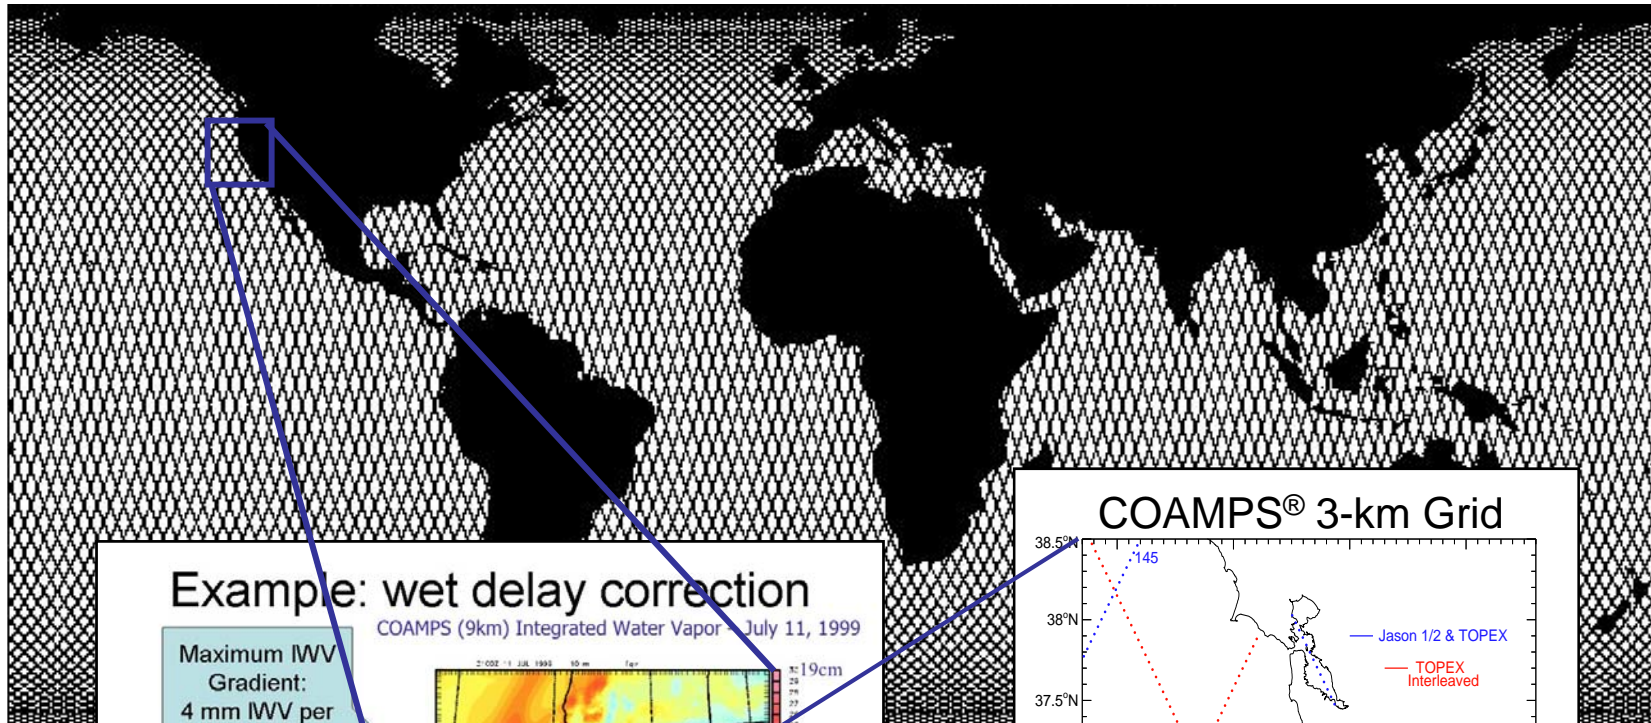 Example: wet delay correction
COAMPS (9km) Integrated Water Vapor - July 11, 1999
Maximum IWV
Gradient:
4 mm IWV per
19cm
COAMPS® 3-km Grid
38.5°N
145
38°N
Jason 1/2 & TOPEX
TOPEX
Interleaved
37.5°N